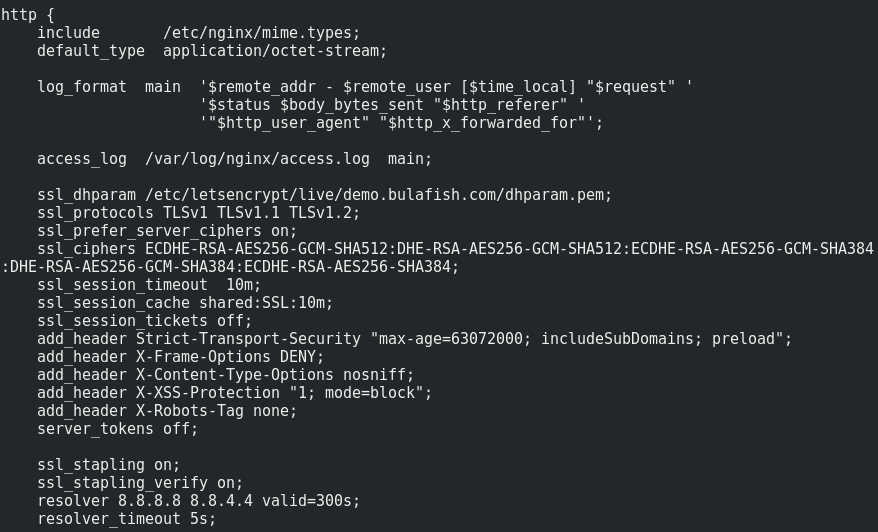 http {
    include       /etc/nginx/mime.types;
    default_type  application/octet-stream;

    log_format  main  '$remote_addr - $remote_user [$time_local] "$request" '
                      '$status $body_bytes_sent "$http_referer" '
                      '"$http_user_agent" "$http_x_forwarded_for"';

    access_log  /var/log/nginx/access.log  main;

    ssl_dhparam /etc/letsencrypt/live/demo.bulafish.com/dhparam.pem;
    ssl_protocols TLSv1 TLSv1.1 TLSv1.2;
    ssl_prefer_server_ciphers on;
    ssl_ciphers ECDHE-RSA-AES256-GCM-SHA512:DHE-RSA-AES256-GCM-SHA512:ECDHE-RSA-AES256-GCM-SHA384
:DHE-RSA-AES256-GCM-SHA384:ECDHE-RSA-AES256-SHA384;
    ssl_session_timeout  10m;
    ssl_session_cache shared:SSL:10m;
    ssl_session_tickets off;
    add_header Strict-Transport-Security "max-age=63072000; includeSubDomains; preload";
    add_header X-Frame-Options DENY;
    add_header X-Content-Type-Options nosniff;
    add_header X-XSS-Protection "1; mode=block";
    add_header X-Robots-Tag none;
    server_tokens off;

    ssl_stapling on;
    ssl_stapling_verify on;
    resolver 8.8.8.8 8.8.4.4 valid=300s;
    resolver_timeout 5s;